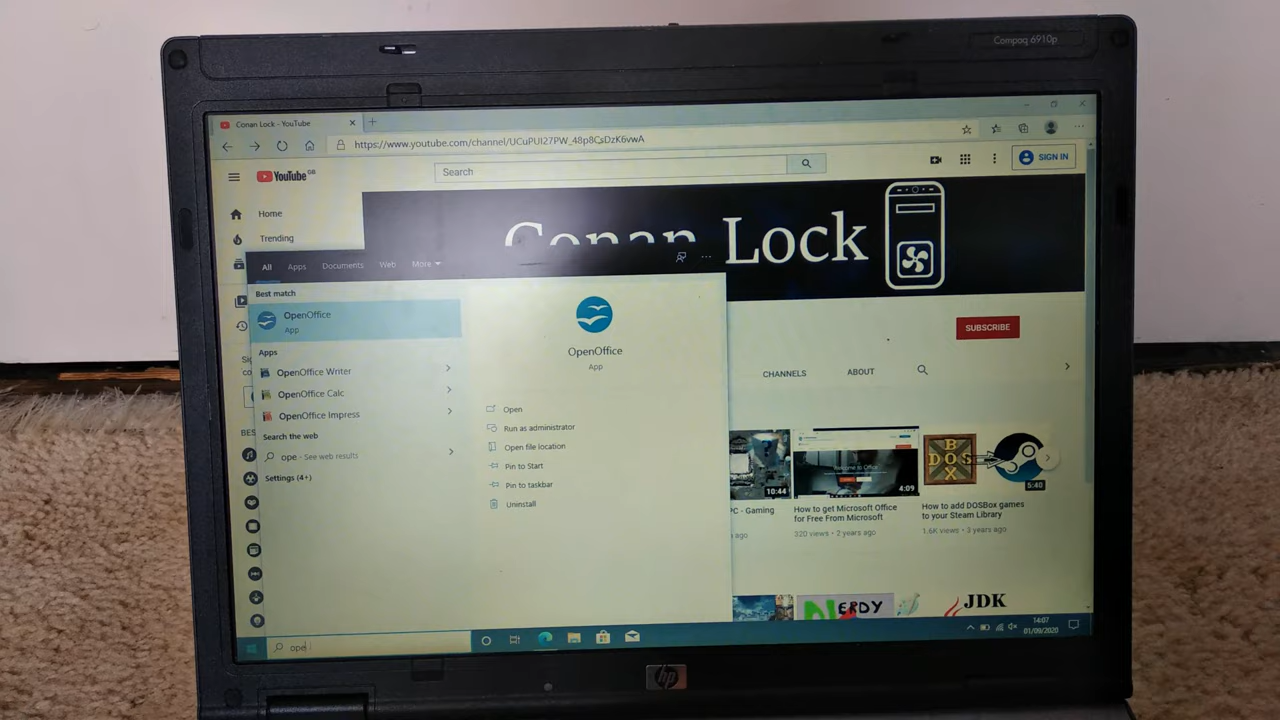 Compaq 6910p
Conan Lock - YouTube
https://www.youtube.com/channel/UCuPUI27PW_48p8CsDzK6vwA
YouTube GB
Search
SIGN IN
Home
Trending
Conan Lock
All Apps Documents Web More
Best match
OpenOffice
App
OpenOffice
App
SUBSCRIBE
Apps
OpenOffice Writer
OpenOffice Calc
OpenOffice Impress
CHANNELS
ABOUT
Search the web
ope - See web results
Settings (4+)
Open
Run as administrator
Open file location
Pin to Start
Pin to taskbar
Uninstall
BES
DOS
BOX
10:44
4:09
5:40
PC - Gaming
ago
How to get Microsoft Office
for Free From Microsoft
320 views • 2 years ago
How to add DOSBox games
to your Steam Library
1.6K views • 3 years ago
NERDY
JDK
ope
14:07
01/09/2020
hp